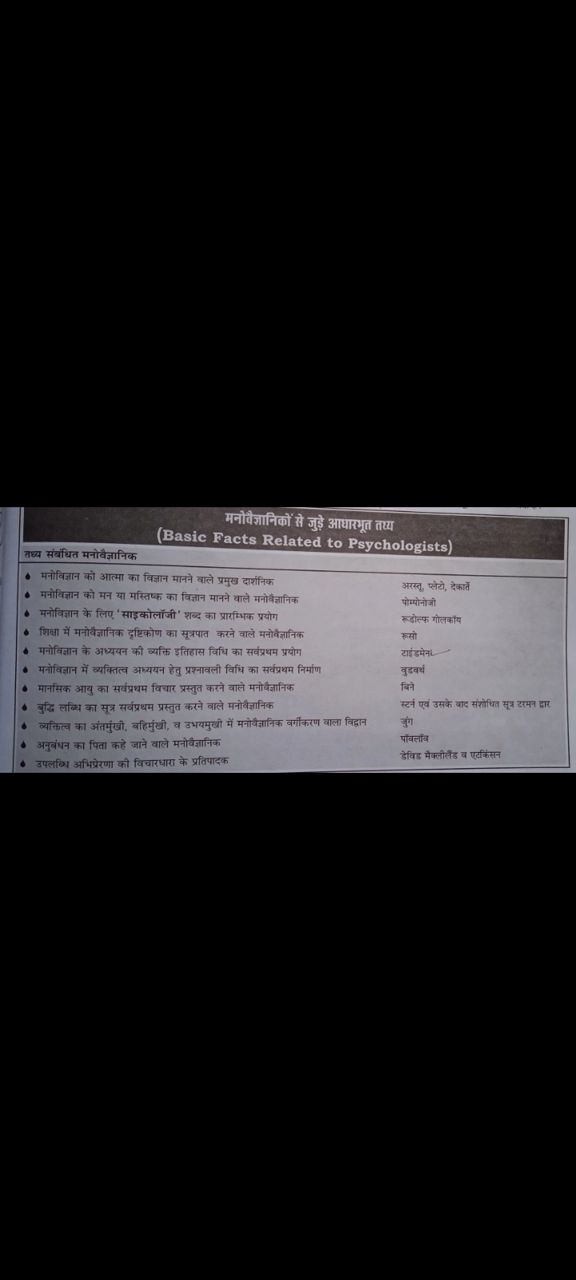 मनोवैज्ञानिकों से जुड़े आधारभूत तथ्य
(Basic Facts Related to Psychologists)
तथ्य संबंधित मनोवैज्ञानिक
मनोविज्ञान को आत्मा का विज्ञान मानने वाले प्रमुख दार्शनिक अरस्तू, प्लेटो, देकार्ते
मनोविज्ञान को मन या मस्तिष्क का विज्ञान मानने वाले मनोवैज्ञानिक पोम्पोनोजी
मनोविज्ञान के लिए 'साइकोलॉजी' शब्द का प्रारम्भिक प्रयोग रूडोल्फ गोलकॉय
शिक्षा में मनोवैज्ञानिक दृष्टिकोण का सूत्रपात करने वाले मनोवैज्ञानिक रूसो
मनोविज्ञान के अध्ययन की व्यक्ति इतिहास विधि का सर्वप्रथम प्रयोग टाईडमेन
मनोविज्ञान में व्यक्तित्व अध्ययन हेतु प्रश्नावली विधि का सर्वप्रथम निर्माण वुडवर्थ
मानसिक आयु का सर्वप्रथम विचार प्रस्तुत करने वाले मनोवैज्ञानिक बिने
बुद्धि लब्धि का सूत्र सर्वप्रथम प्रस्तुत करने वाले मनोवैज्ञानिक स्टर्न एवं उसके बाद संशोधित सूत्र टरमन द्वार
व्यक्तित्व का अंतर्मुखी, बहिर्मुखी, व उभयमुखी में मनोवैज्ञानिक वर्गीकरण वाला विद्वान जुंग
अनुबंधन का पिता कहे जाने वाले मनोवैज्ञानिक पॉवलॉव
उपलब्धि अभिप्रेरणा की विचारधारा के प्रतिपादक डेविड मैक्लीलैंड व एटकिंसन